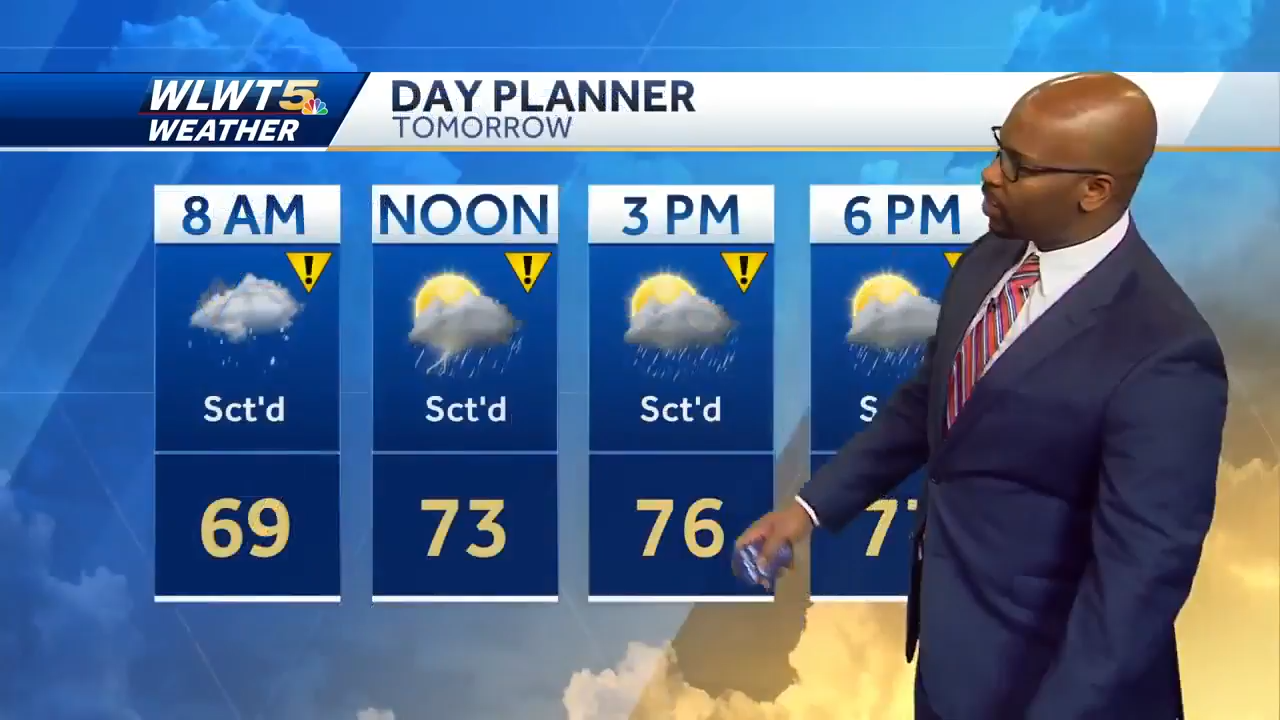 WLWT5
WEATHER
DAY PLANNER
TOMORROW
8 AM
NOON
3 PM
6 PM
!
!
!
Sct'd
Sct'd
Sct'd
69
73
76